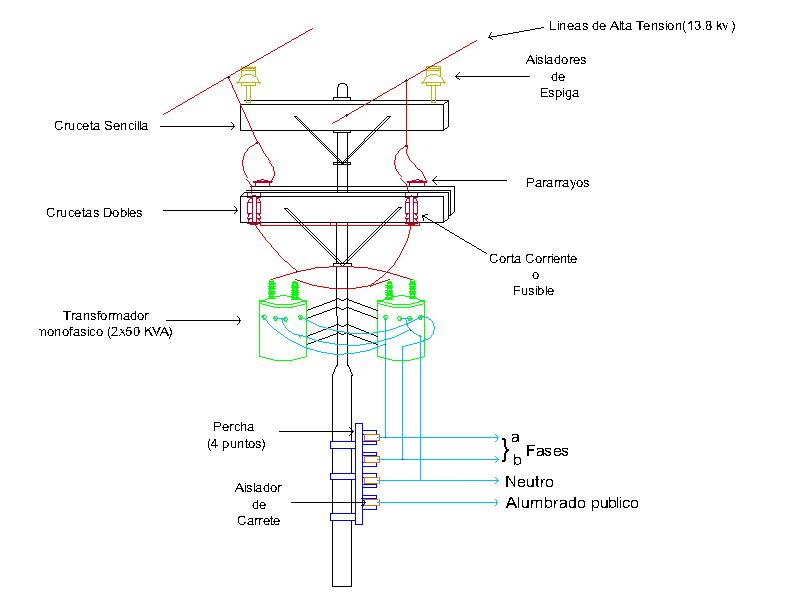 Lineas de Alta Tension(13.8 kv )
Aisladores
de
Espiga
Cruceta Sencilla
Pararrayos
Crucetas Dobles
Corta Corriente
o
Fusible
Transformador
monofasico (2x50 KVA)
Percha
(4 puntos)
a
b
Fases
Neutro
Aislador
de
Carrete
Alumbrado publico